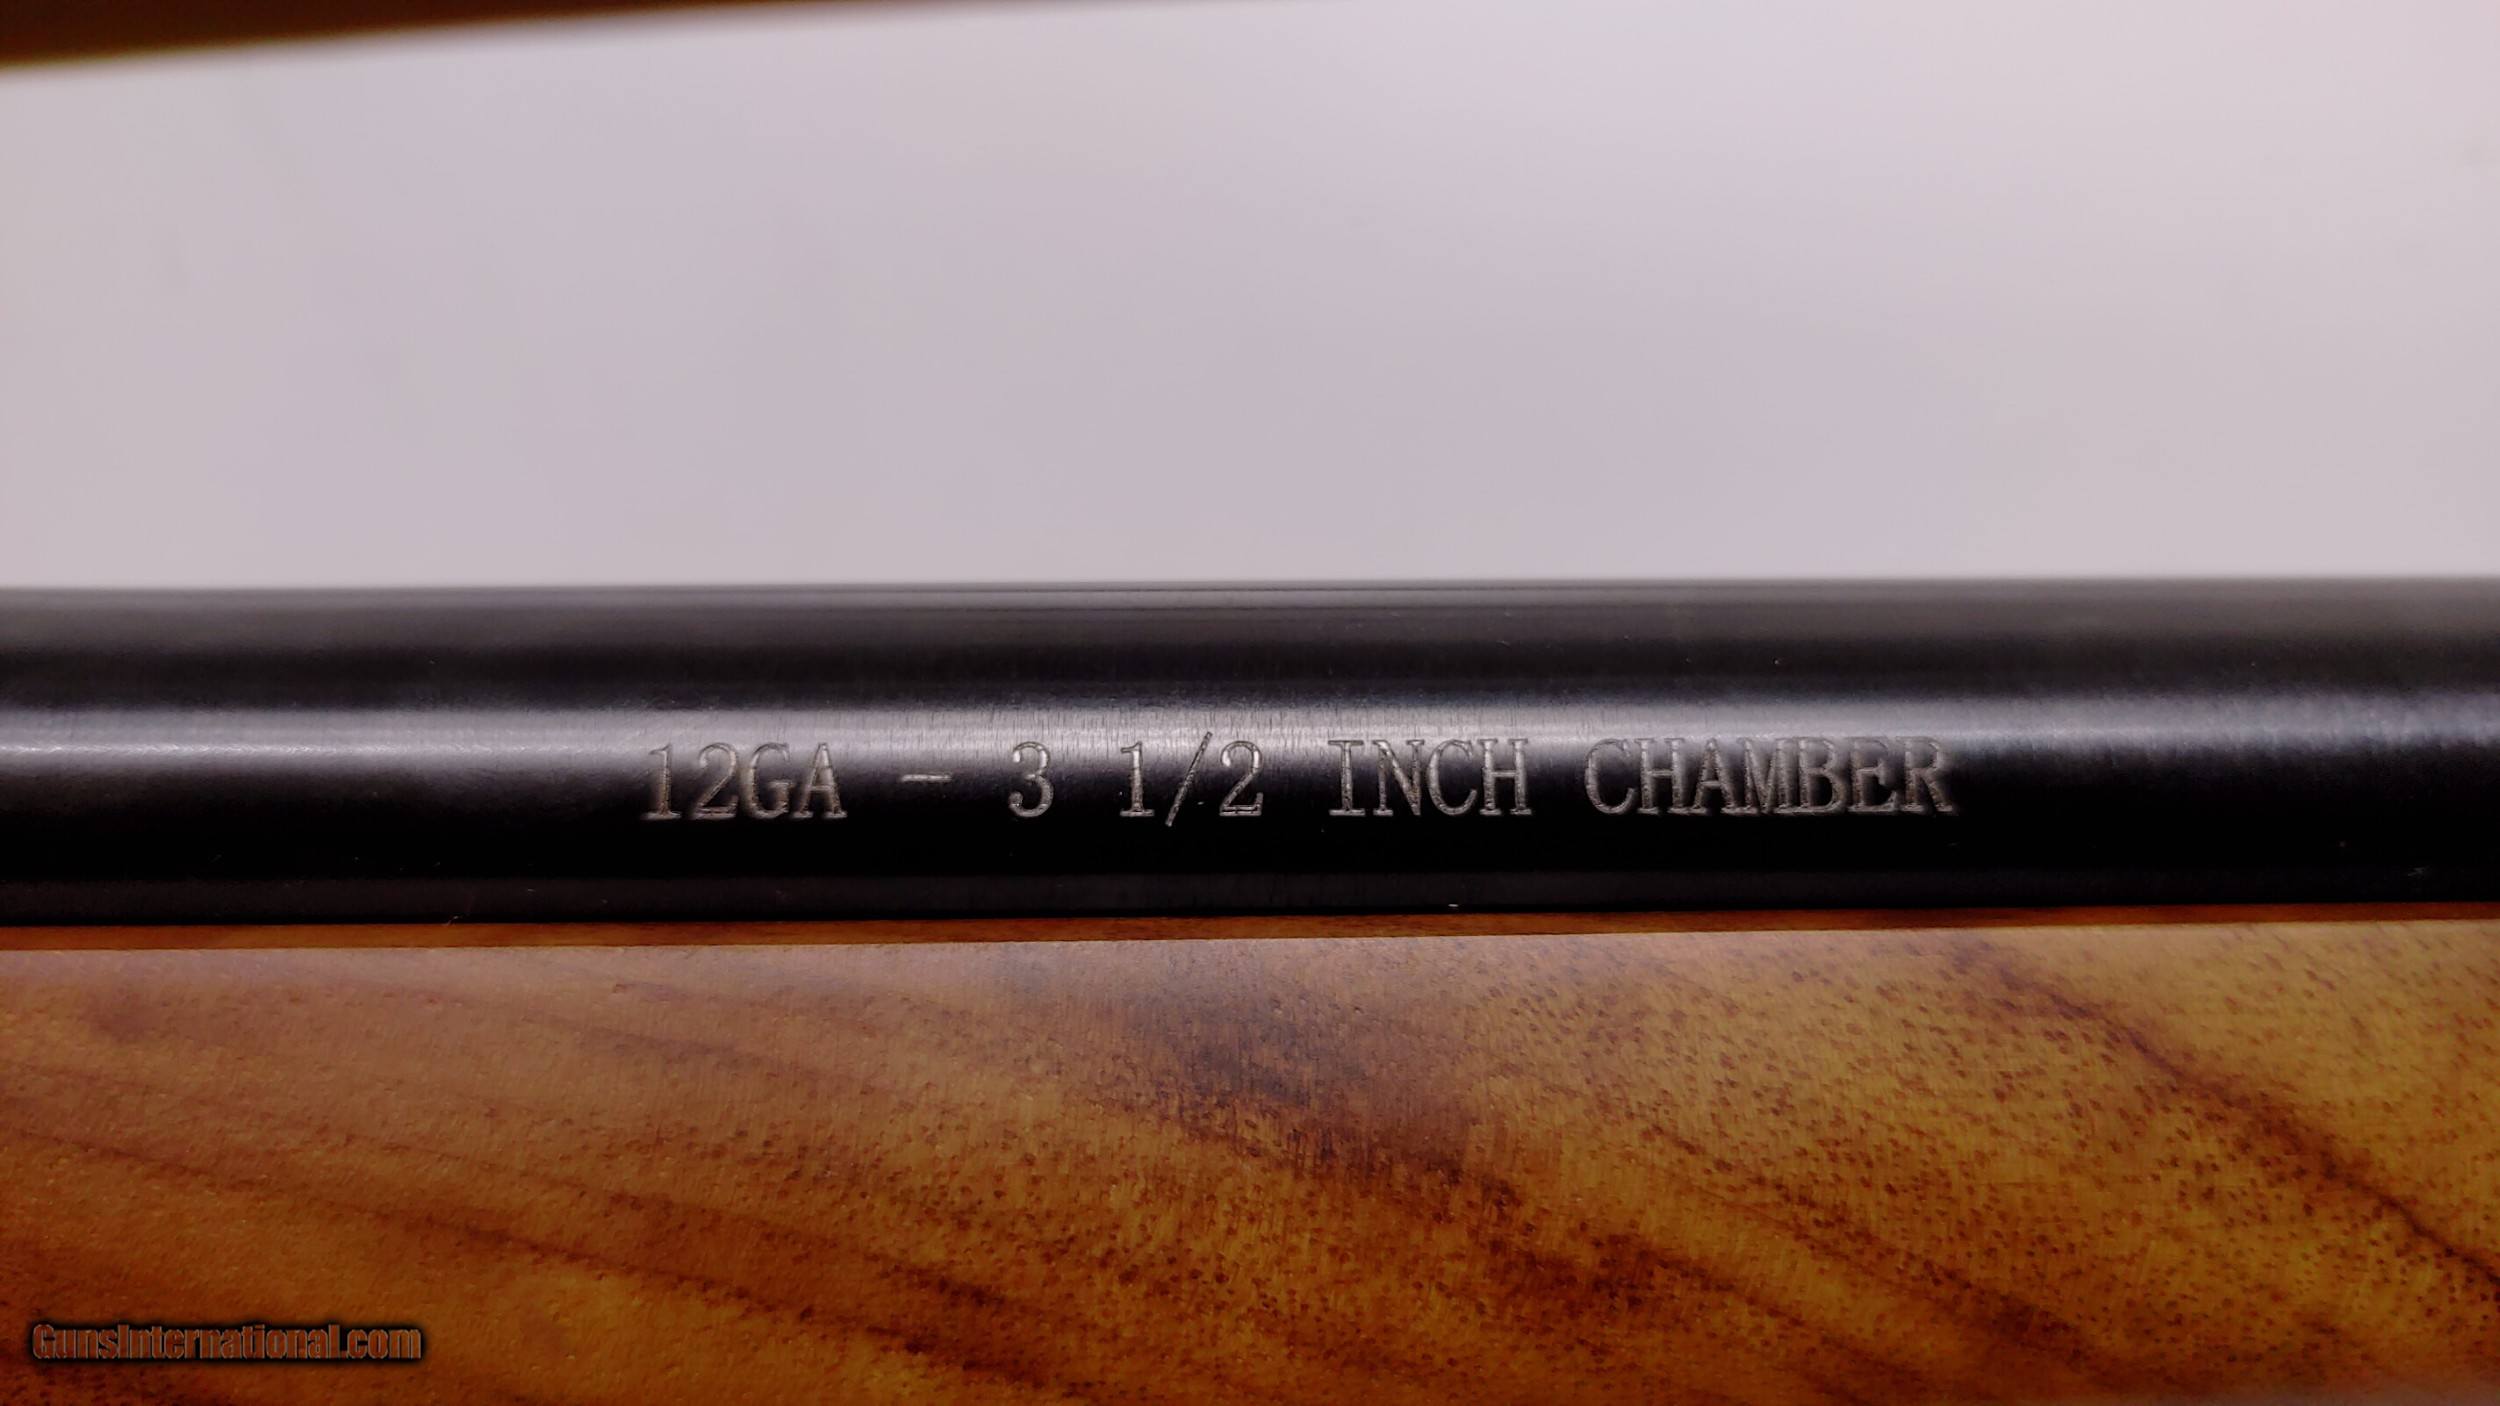 12GA - 3 1/2 INCH CHAMBER
GunsInternational.com